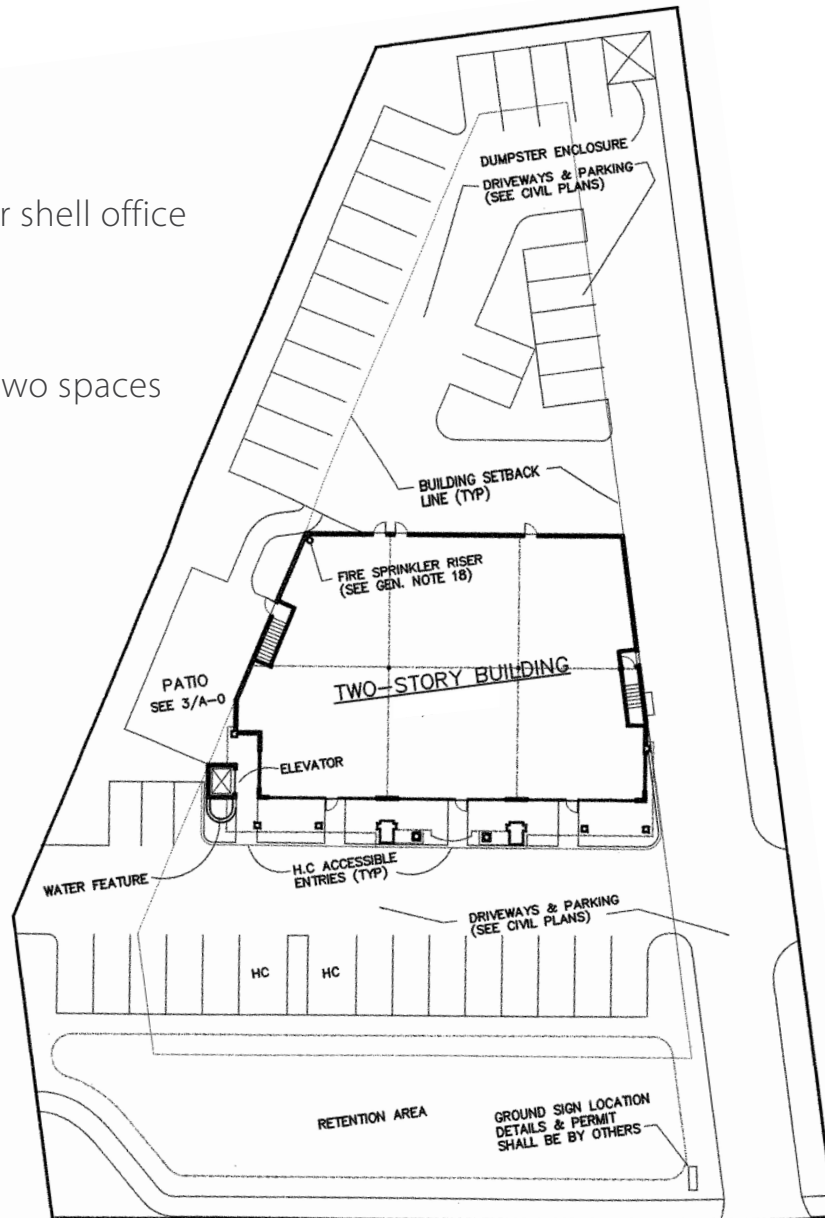 r shell office
wo spaces
DUMPSTER ENCLOSURE
DRIVEWAYS & PARKING
(SEE CIVIL PLANS)
BUILDING SETBACK
LINE (TYP)
FIRE SPRINKLER RISER
(SEE GEN. NOTE 18)
PATIO
SEE 3/A-0
TWO-STORY BUILDING
ELEVATOR
WATER FEATURE
H.C ACCESSIBLE
ENTRIES (TYP)
DRIVEWAYS & PARKING
(SEE CIVIL PLANS)
HC
HC
RETENTION AREA
GROUND SIGN LOCATION
DETAILS & PERMIT
SHALL BE BY OTHERS